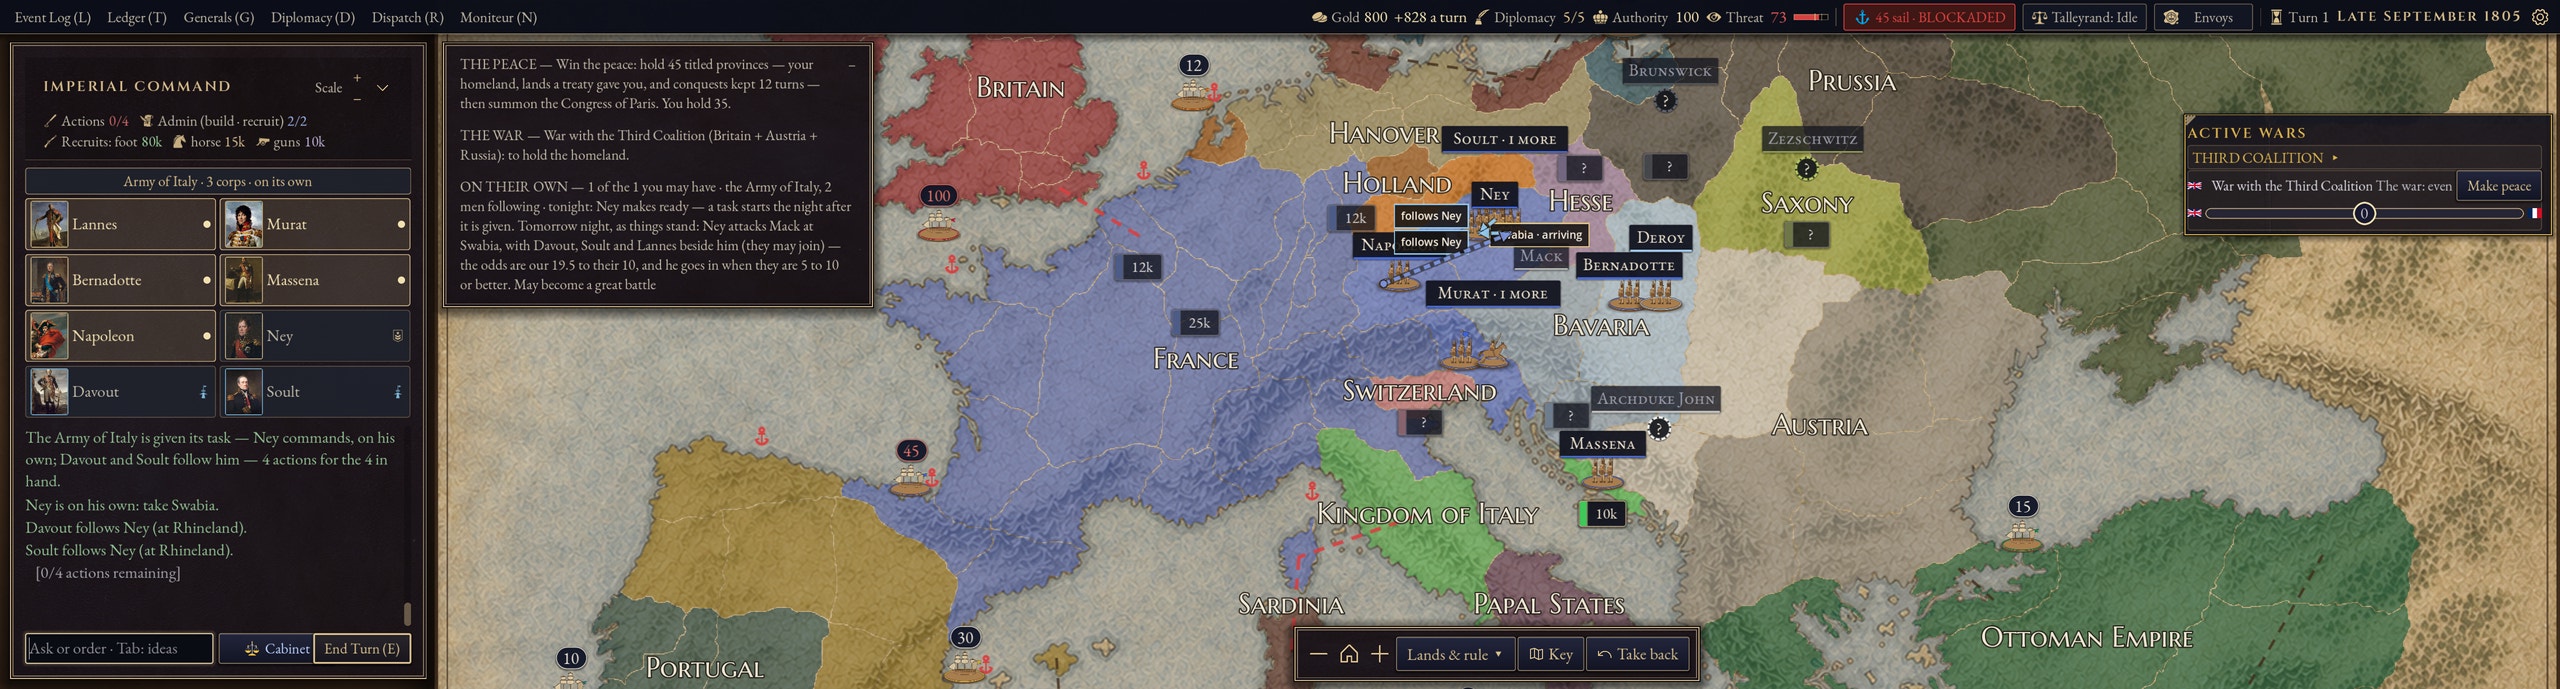 Event Log (L) Ledger (T) Generals (G) Diplomacy (D) Dispatch (R) Moniteur (N)
Gold 800 +828 a turn Diplomacy 5/5 Authority 100 Threat 73
45 sail · BLOCKADED
Talleyrand: Idle
Envoys
Turn 1 LATE SEPTEMBER 1805
IMPERIAL COMMAND
Scale + −
Actions 0/4 Admin (build · recruit) 2/2
Recruits: foot 80k horse 15k guns 10k
Army of Italy · 3 corps · on its own
Lannes
Murat
Bernadotte
Massena
Napoleon
Ney
Davout
Soult
The Army of Italy is given its task — Ney commands, on his
own; Davout and Soult follow him — 4 actions for the 4 in
hand.
Ney is on his own: take Swabia.
Davout follows Ney (at Rhineland).
Soult follows Ney (at Rhineland).
[0/4 actions remaining]
Ask or order · Tab: ideas
Cabinet
End Turn (E)
THE PEACE — Win the peace: hold 45 titled provinces — your
homeland, lands a treaty gave you, and conquests kept 12 turns —
then summon the Congress of Paris. You hold 35.
THE WAR — War with the Third Coalition (Britain + Austria +
Russia): to hold the homeland.
ON THEIR OWN — 1 of the 1 you may have · the Army of Italy, 2
men following · tonight: Ney makes ready — a task starts the night after
it is given. Tomorrow night, as things stand: Ney attacks Mack at
Swabia, with Davout, Soult and Lannes beside him (they may join) —
the odds are our 19.5 to their 10, and he goes in when they are 5 to 10
or better. May become a great battle
BRITAIN
12
100
HANOVER
SOULT · 1 MORE
BRUNSWICK
?
PRUSSIA
ZEZSCHWITZ
?
?
?
HOLLAND
NEY
HESSE
SAXONY
?
12k
follows Ney
follows Ney
abia · arriving
DEROY
MACK
BERNADOTTE
12k
MURAT · 1 MORE
25k
BAVARIA
FRANCE
SWITZERLAND
?
ARCHDUKE JOHN
?
?
MASSENA
AUSTRIA
45
KINGDOM OF ITALY
10k
15
SARDINIA
PAPAL STATES
30
10
PORTUGAL
OTTOMAN EMPIRE
Lands & rule
Key
Take back
ACTIVE WARS
THIRD COALITION
War with the Third Coalition The war: even
Make peace
0